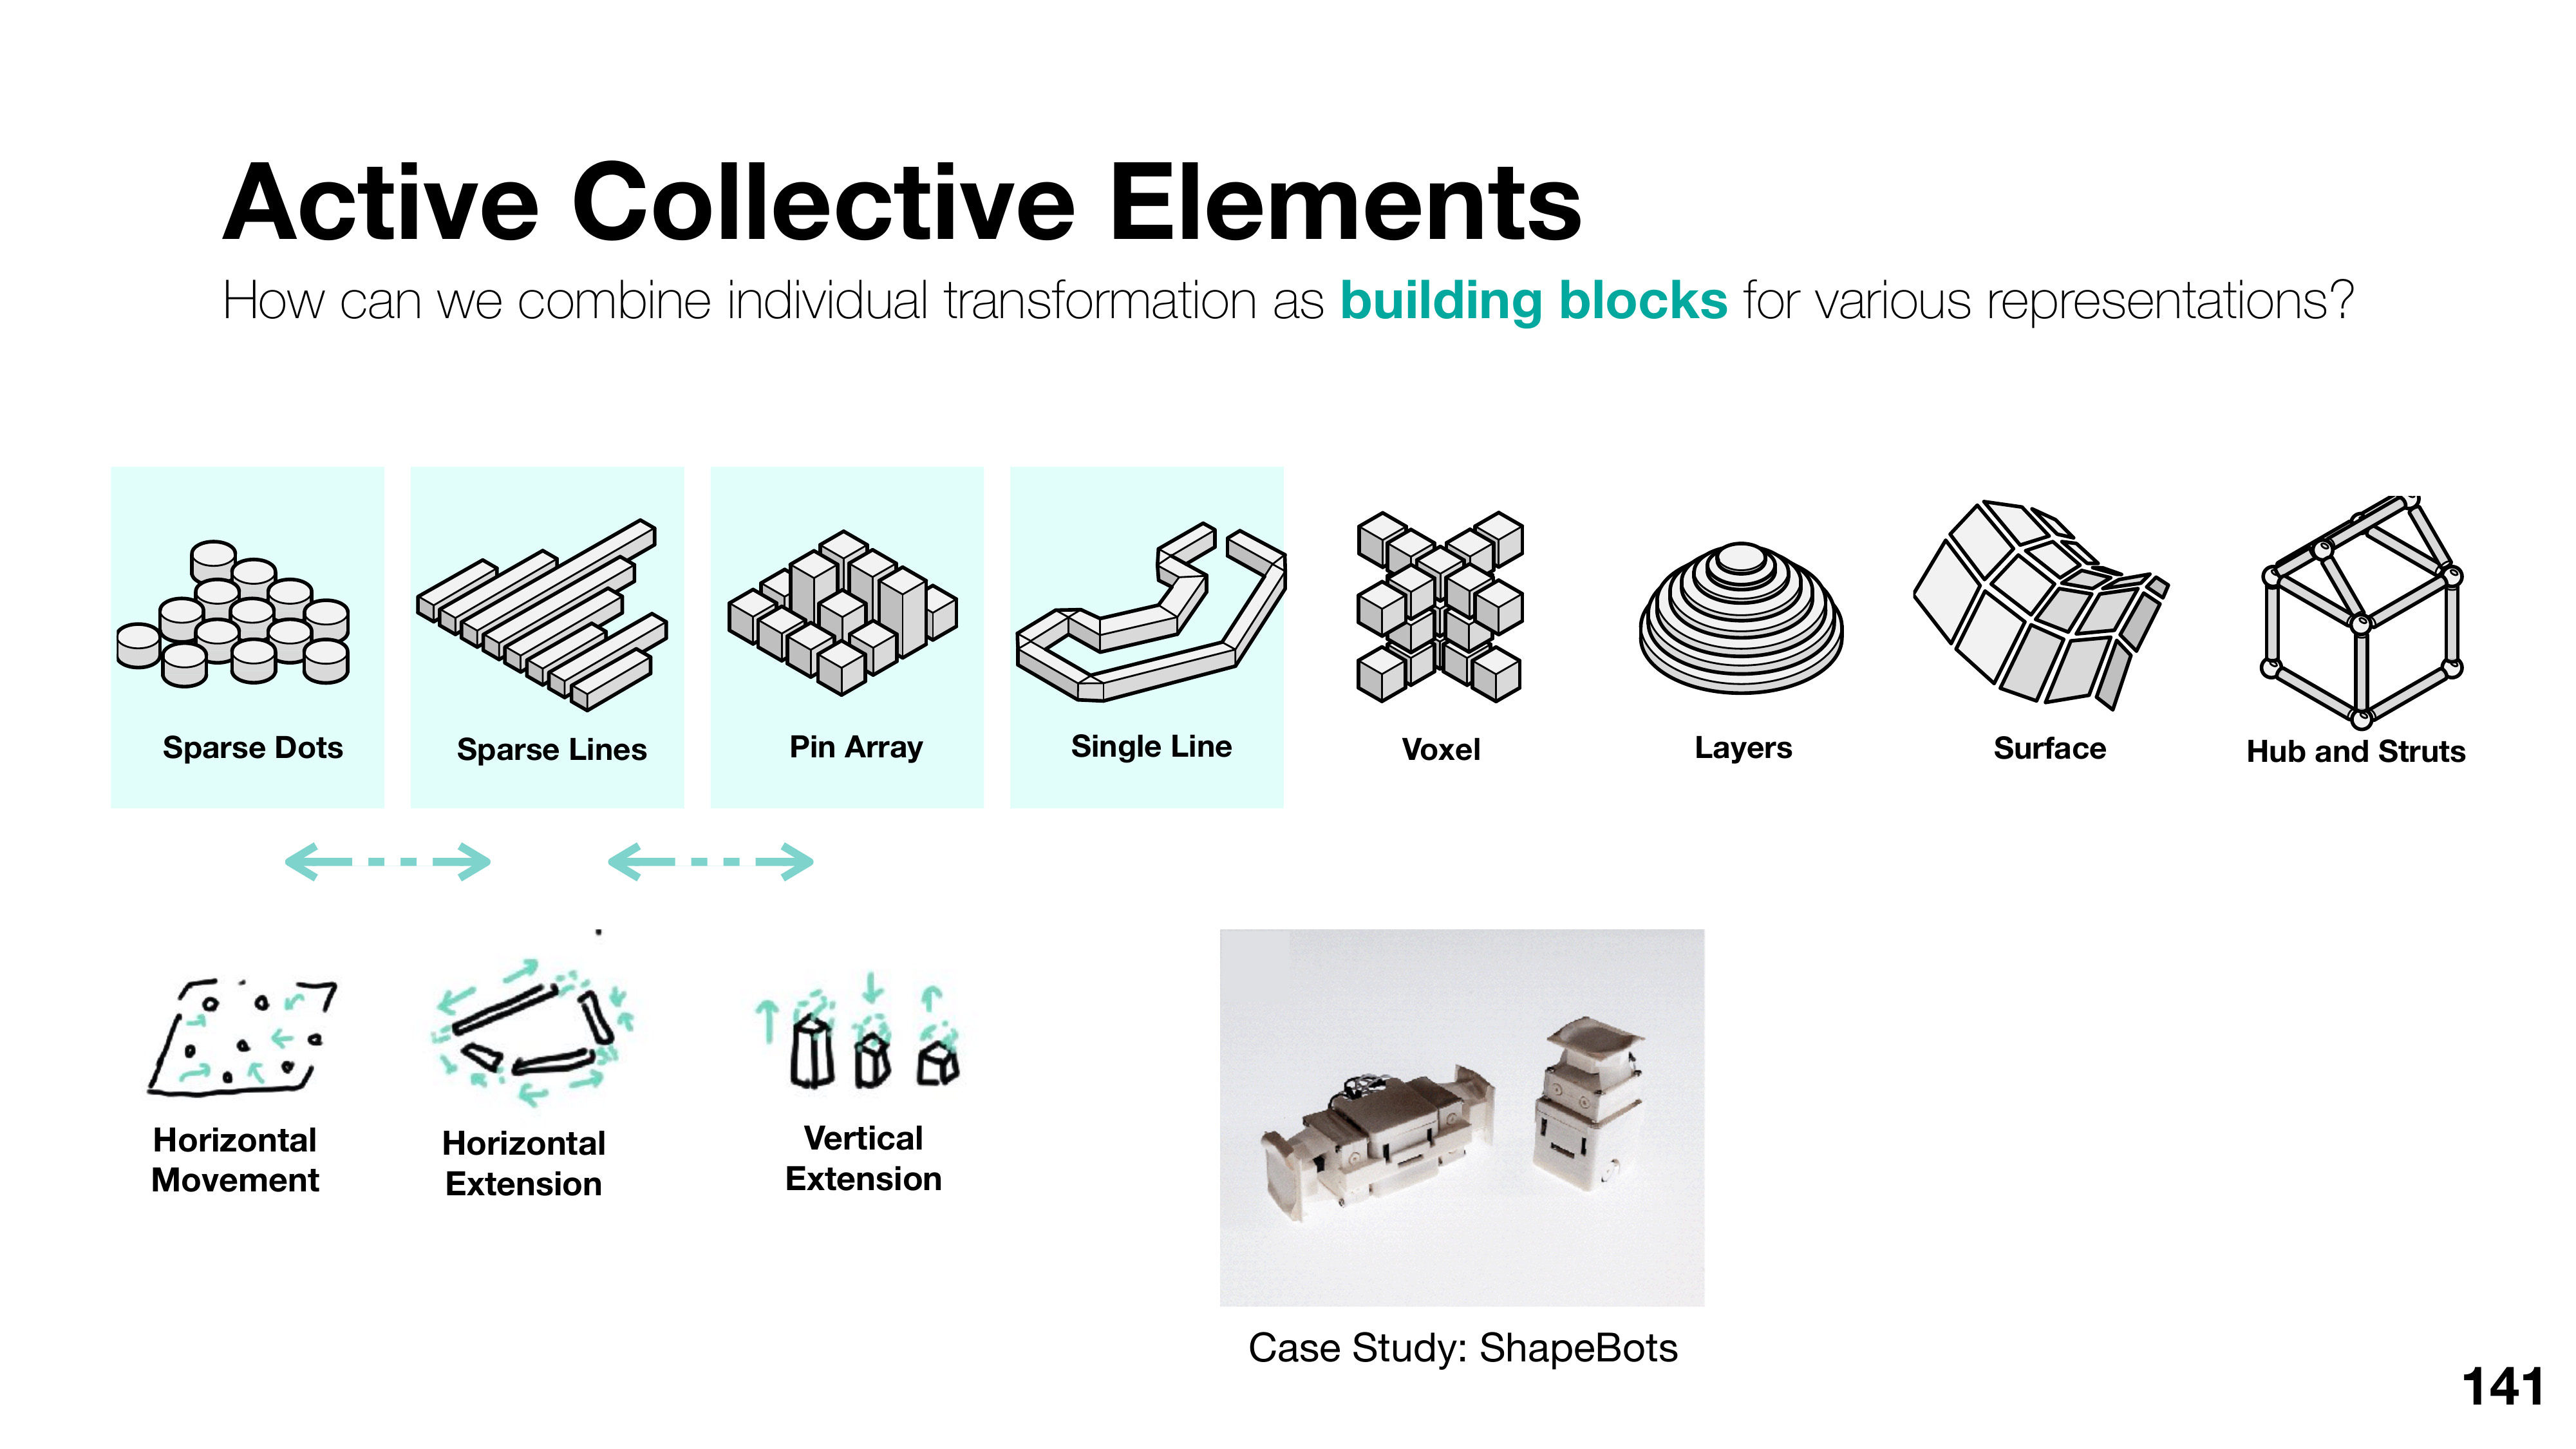 Active Collective Elements
How can we combine individual transformation as building blocks for various representations?
Sparse Dots
Sparse Lines
Pin Array
Single Line
Voxel
Layers
Surface
Hub and Struts
Horizontal
Movement
Horizontal
Extension
Vertical
Extension
Case Study: ShapeBots
141